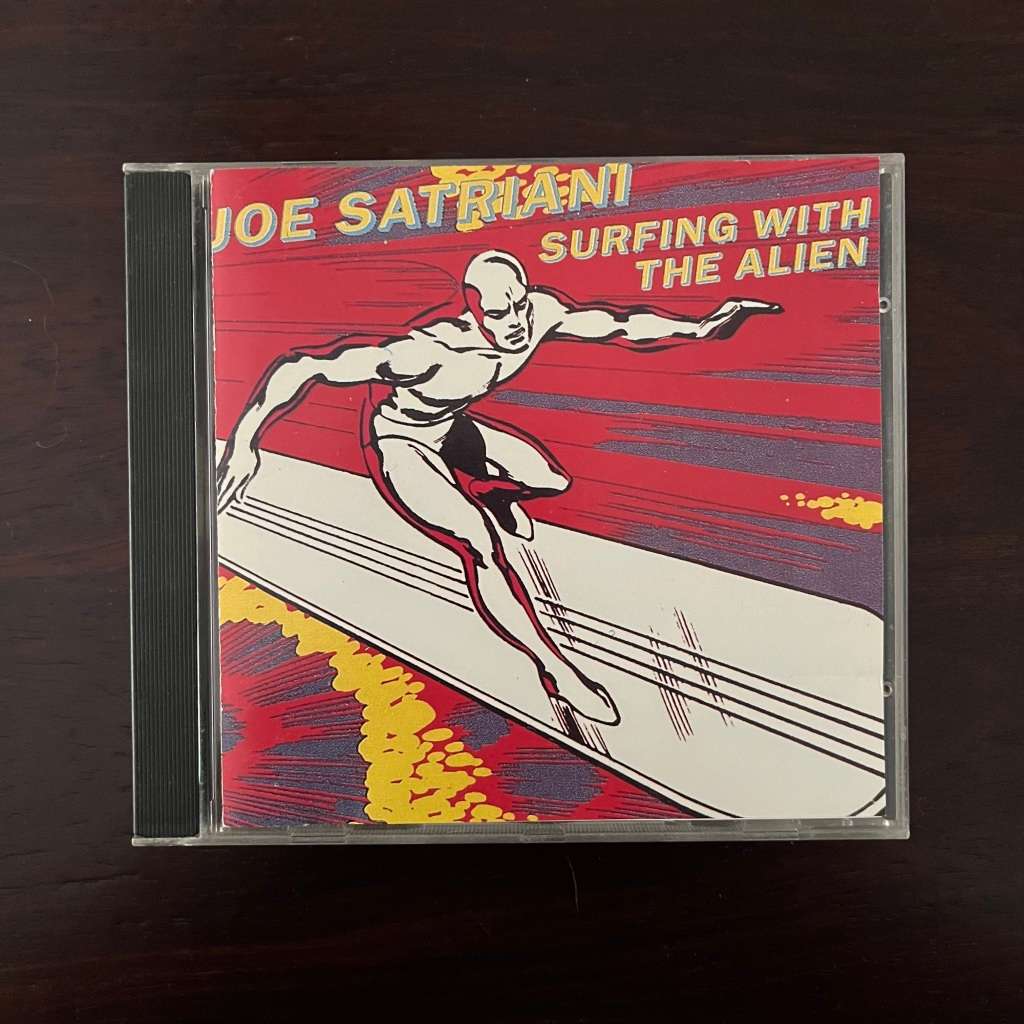 JOE SATRIANI
SURFING WITH
THE ALIEN